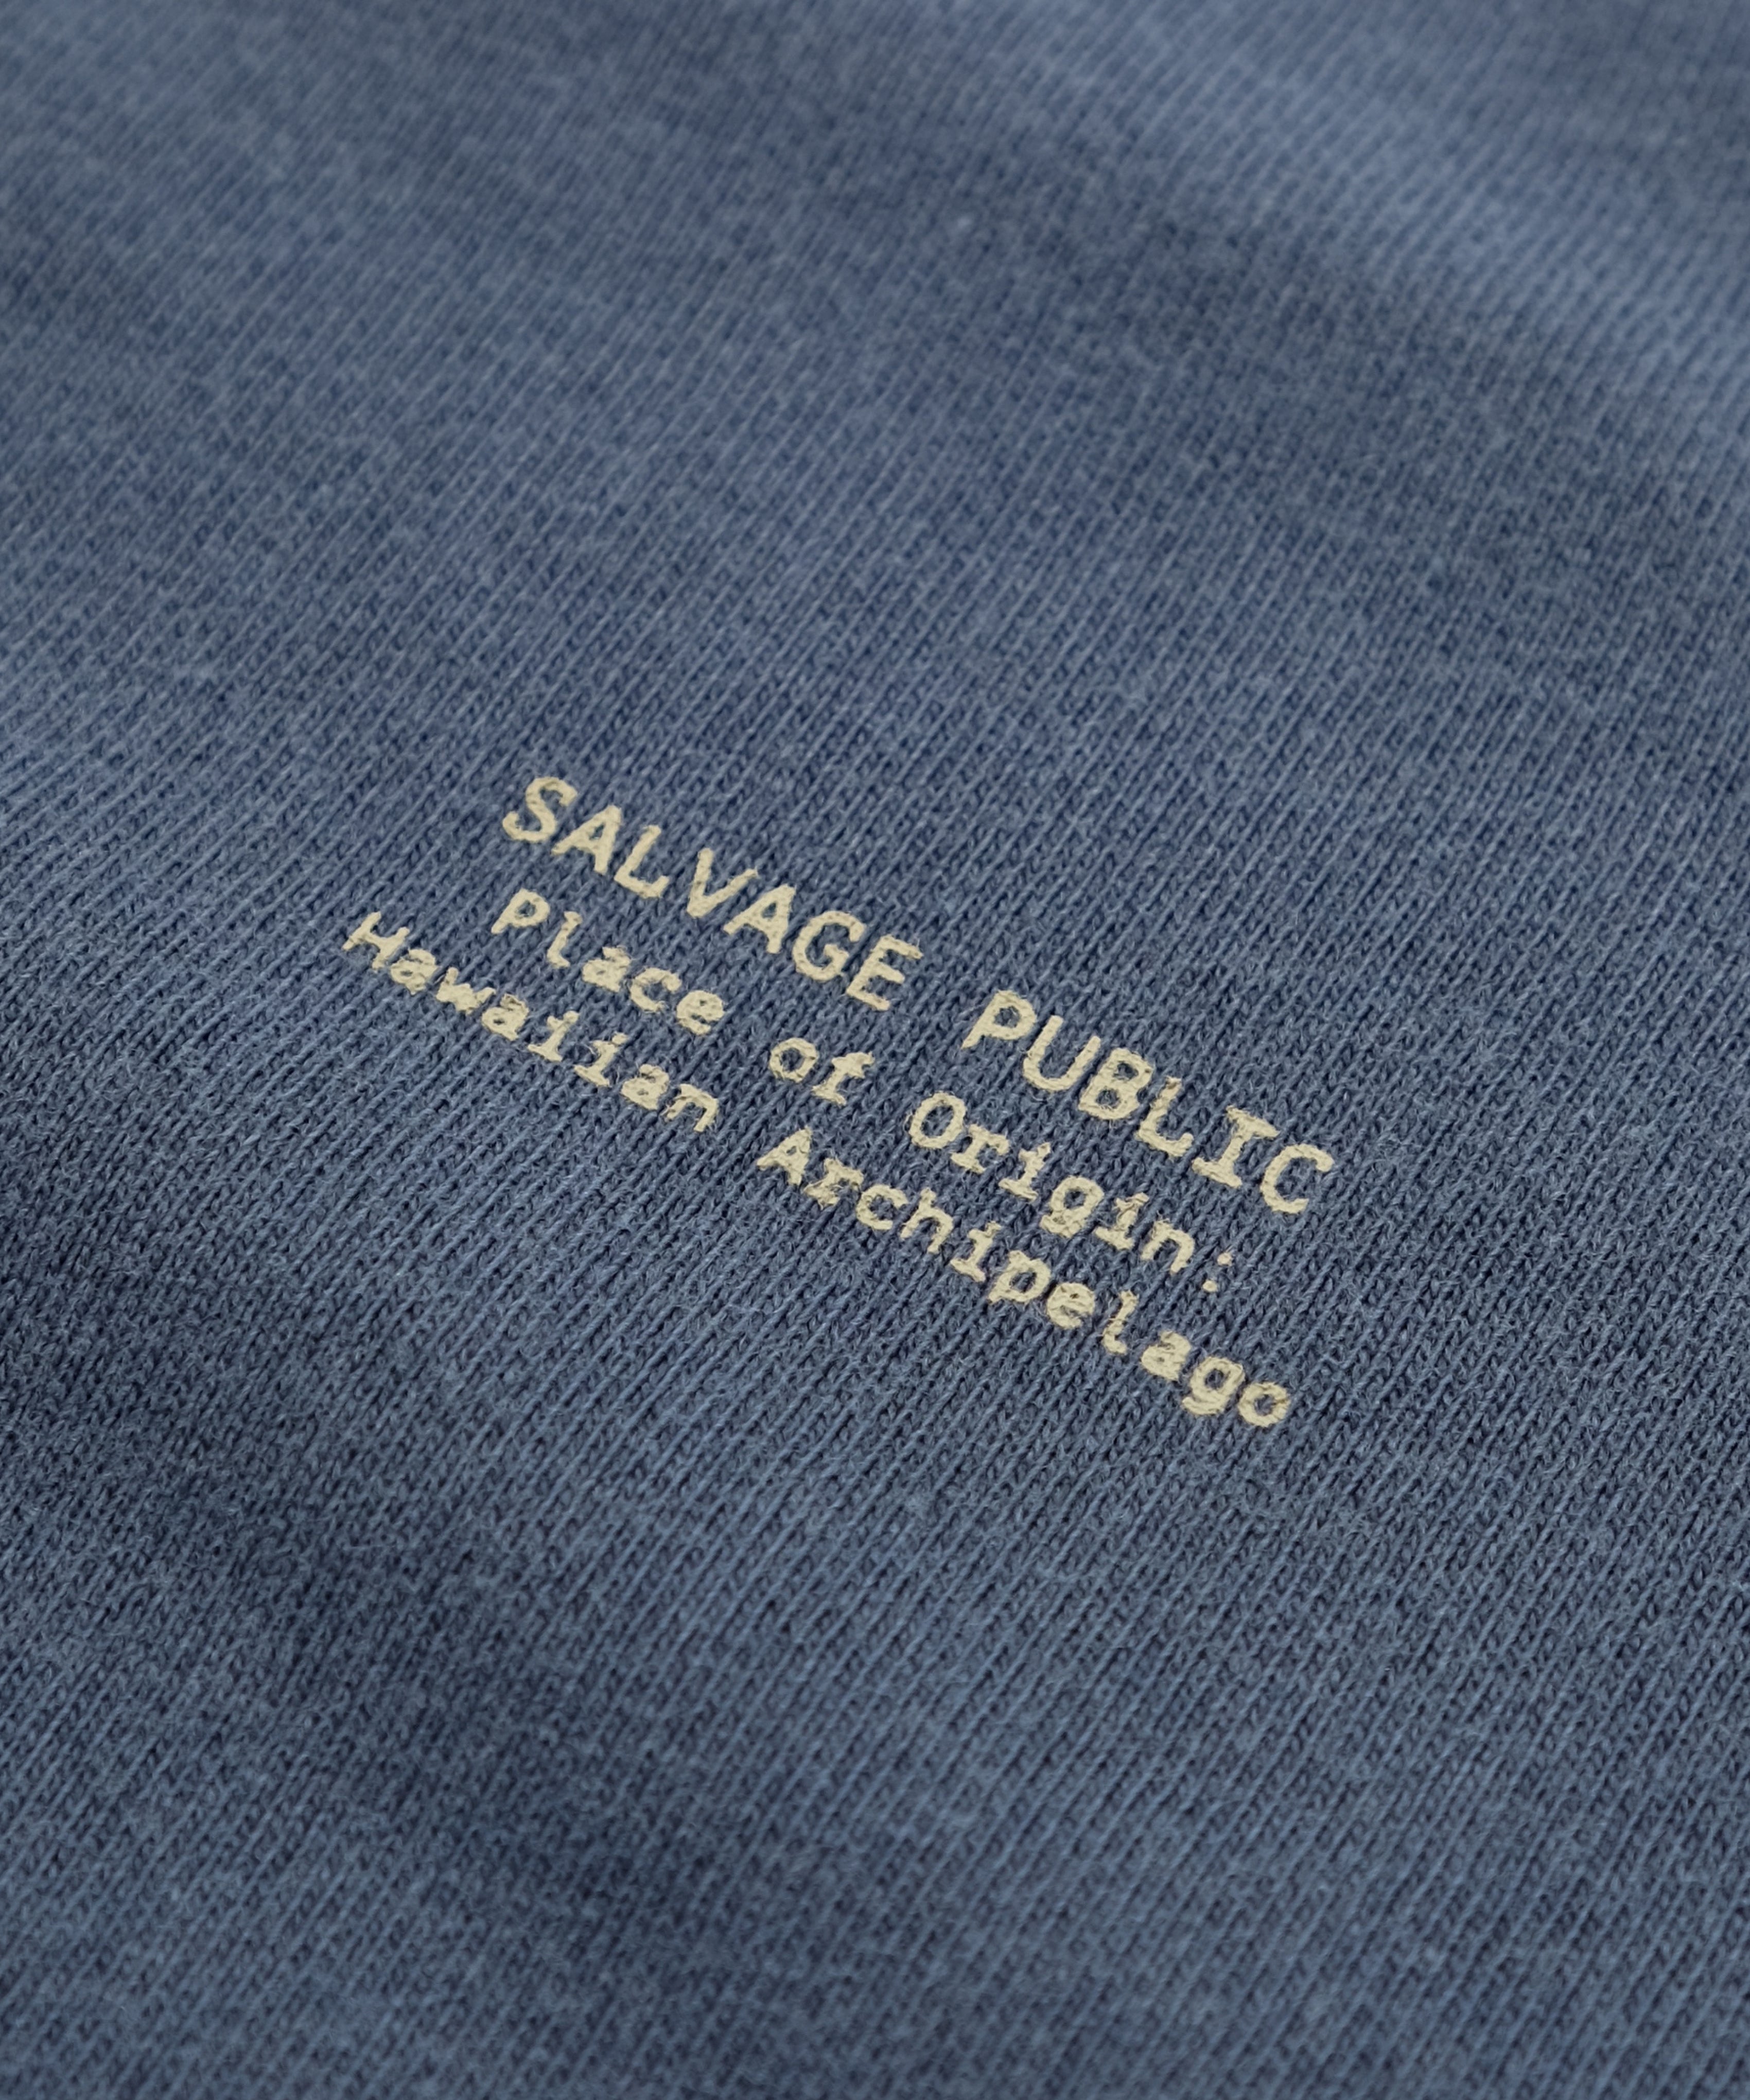 SALVAGE PUBLIC
Place of Origin:
Hawaiian Archipelago